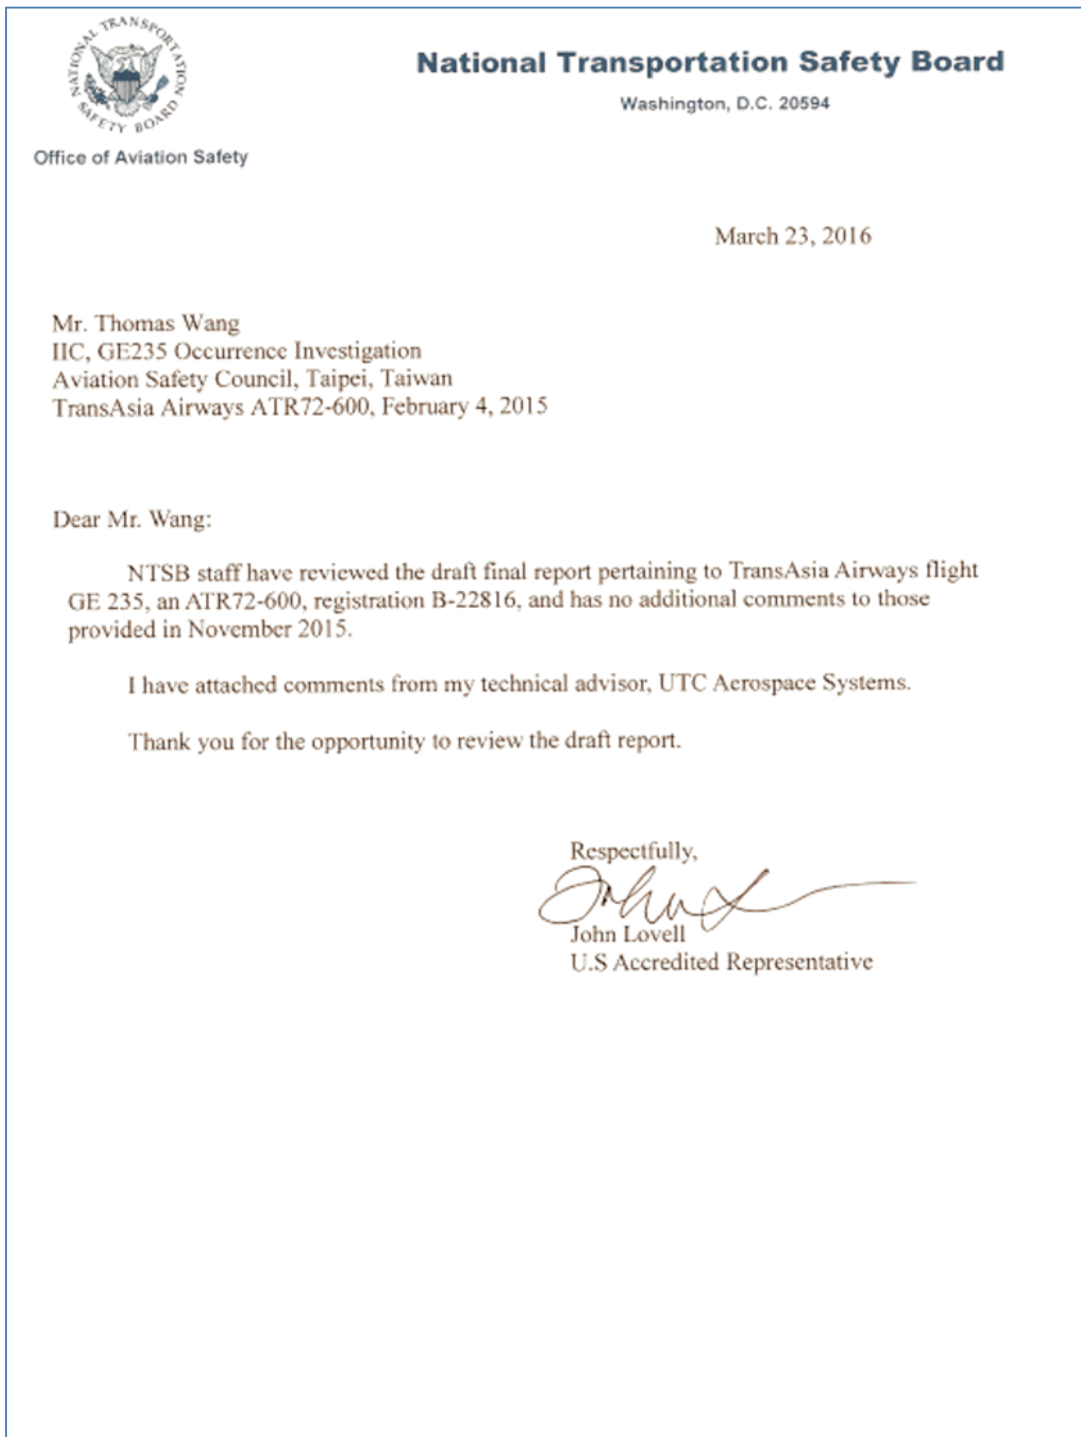 NATIONAL TRANSPORTATION SAFETY BOARD
National Transportation Safety Board
Washington, D.C. 20594
Office of Aviation Safety
March 23, 2016
Mr. Thomas Wang
IIC, GE235 Occurrence Investigation
Aviation Safety Council, Taipei, Taiwan
TransAsia Airways ATR72-600, February 4, 2015
Dear Mr. Wang:
NTSB staff have reviewed the draft final report pertaining to TransAsia Airways flight
GE 235, an ATR72-600, registration B-22816, and has no additional comments to those
provided in November 2015.
I have attached comments from my technical advisor, UTC Aerospace Systems.
Thank you for the opportunity to review the draft report.
Respectfully,
John L
John Lovell
U.S Accredited Representative